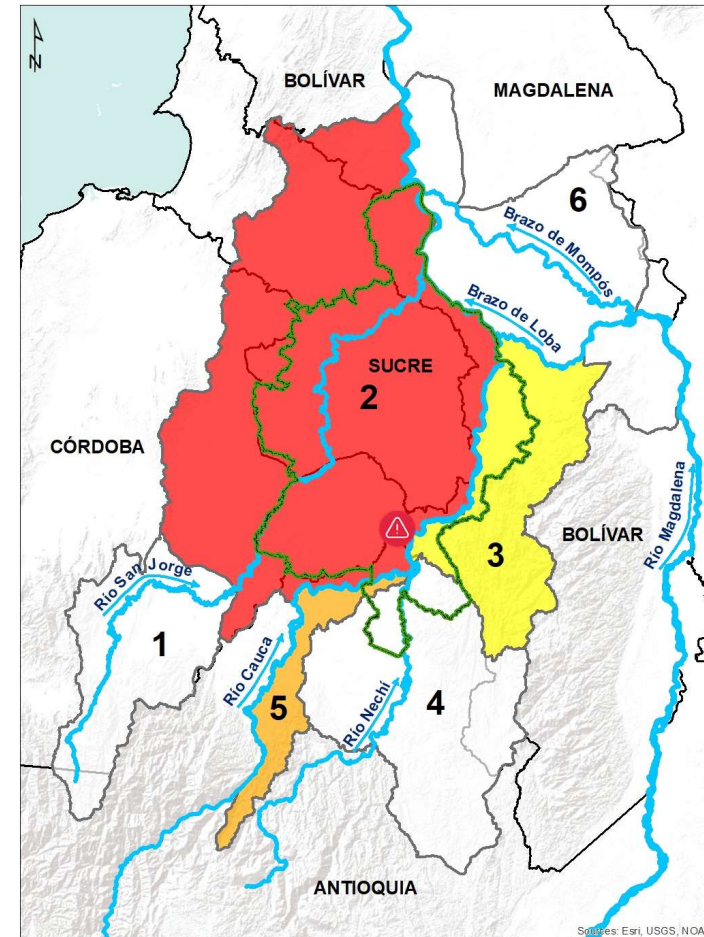 N
BOLÍVAR
MAGDALENA
6
Brazo de Mompós
Brazo de Loba
SUCRE
2
CÓRDOBA
BOLÍVAR
3
Río Magdalena
Río San Jorge
1
Río Cauca
5
Río Nechí
4
ANTIOQUIA
Sources: Esri, USGS, NOA